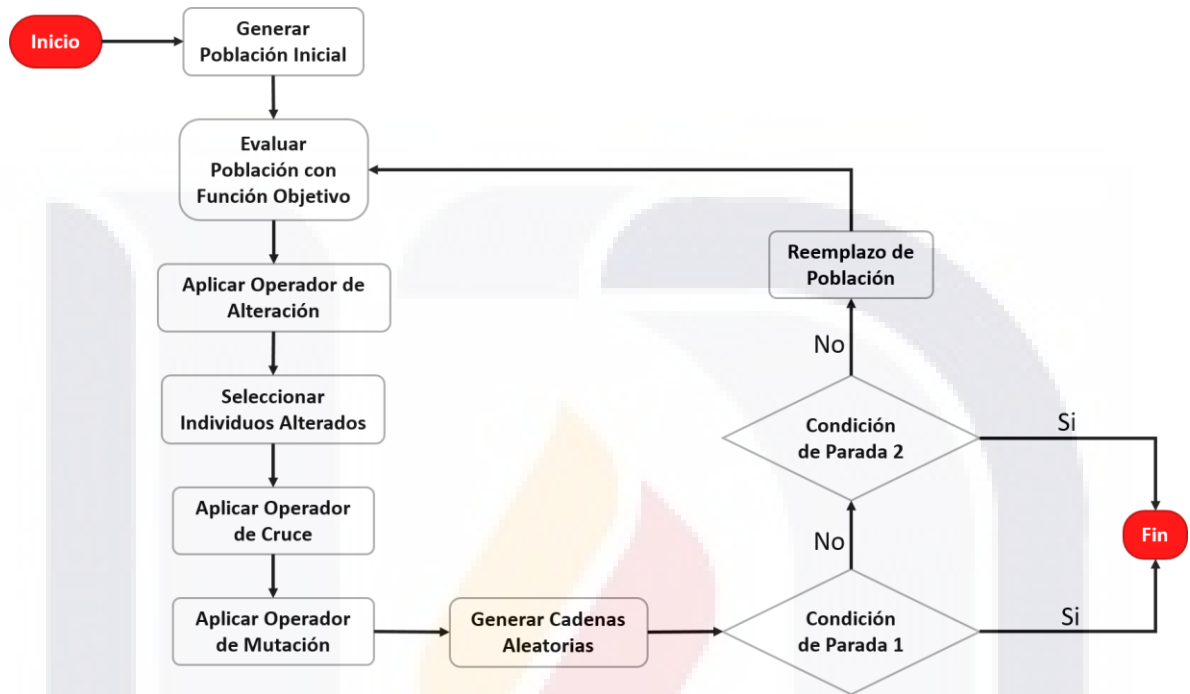 Inicio
Generar
Población Inicial
Evaluar
Población con
Función Objetivo
Aplicar Operador de
Alteración
Seleccionar
Individuos Alterados
Aplicar Operador
de Cruce
Aplicar Operador
de Mutación
Generar Cadenas
Aleatorias
Condición
de Parada 1
No
Si
Condición
de Parada 2
No
Si
Reemplazo de
Población
Fin